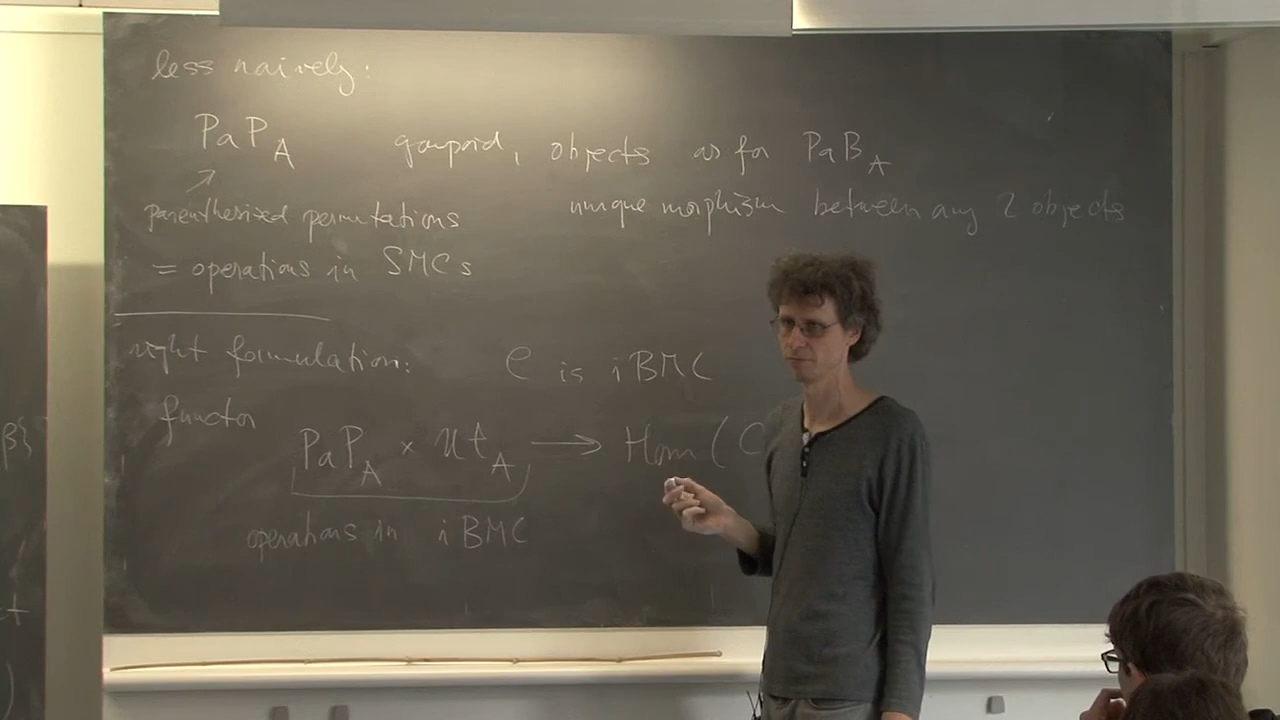 less naively:
PaP_A groupoid, objects as for PaB_A
parenthesized permutations unique morphism between any 2 objects
= operations in SMCs
right formulation: C is iBMC
functor
PaP_A × Ut_A → Hom(C
operations in iBMC
β}